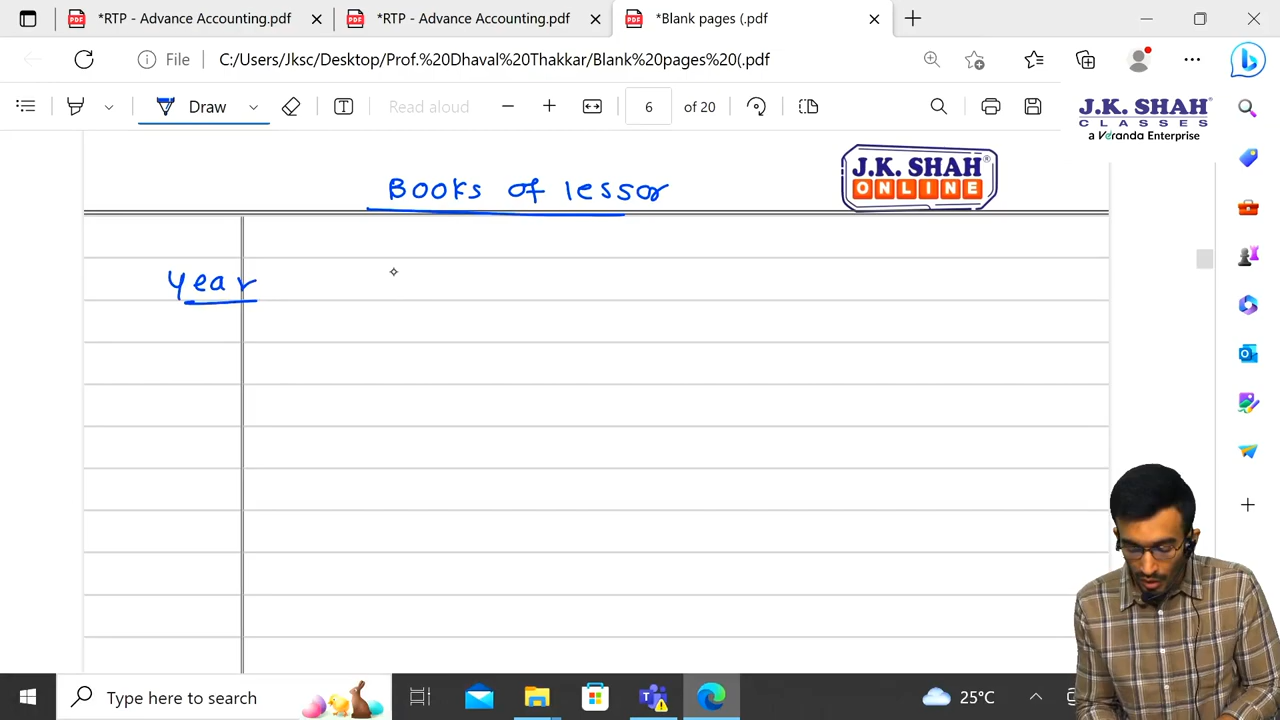 *RTP - Advance Accounting.pdf
*RTP - Advance Accounting.pdf
*Blank pages (.pdf
File C:/Users/Jksc/Desktop/Prof.%20Dhaval%20Thakkar/Blank%20pages%20(.pdf
Draw Read aloud 6 of 20
J.K. SHAH®
CLASSES
a Veranda Enterprise
J.K. SHAH®
ONLINE
Books of lessor
Year
Type here to search
25°C